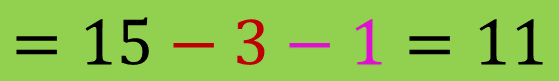 = 15 − 3 − 1 = 11